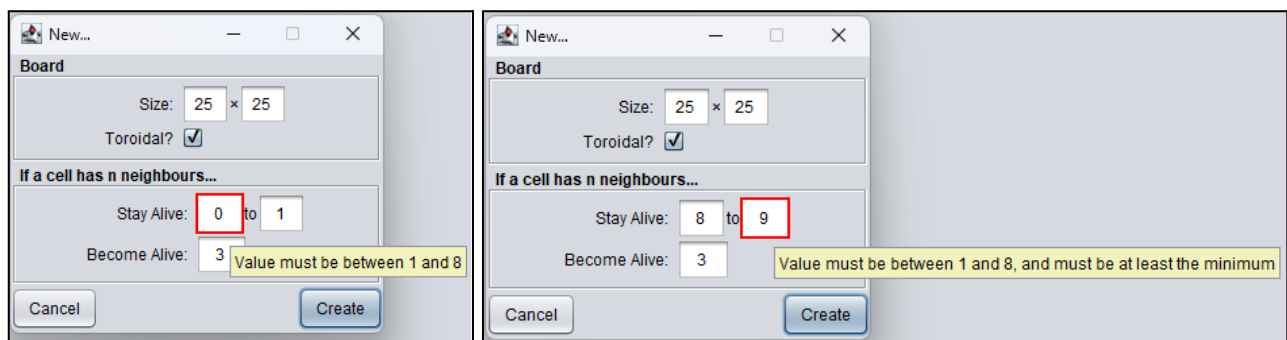 New...
Board
Size: 25 × 25
Toroidal?
If a cell has n neighbours...
Stay Alive: 0 to 1
Become Alive: 3
Value must be between 1 and 8
Cancel Create
New...
Board
Size: 25 × 25
Toroidal?
If a cell has n neighbours...
Stay Alive: 8 to 9
Become Alive: 3
Value must be between 1 and 8, and must be at least the minimum
Cancel Create